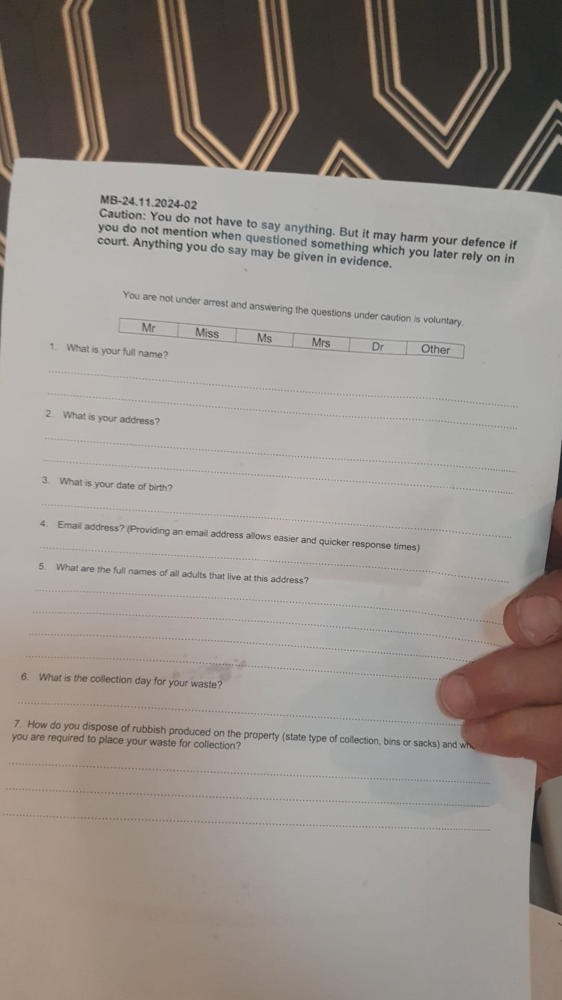 MB-24.11.2024-02
Caution: You do not have to say anything. But it may harm your defence if
you do not mention when questioned something which you later rely on in
court. Anything you do say may be given in evidence.
You are not under arrest and answering the questions under caution is voluntary.
Mr Miss Ms Mrs Dr Other
1. What is your full name?
2. What is your address?
3. What is your date of birth?
4. Email address? (Providing an email address allows easier and quicker response times)
5. What are the full names of all adults that live at this address?
6. What is the collection day for your waste?
7. How do you dispose of rubbish produced on the property (state type of collection, bins or sacks) and
you are required to place your waste for collection?